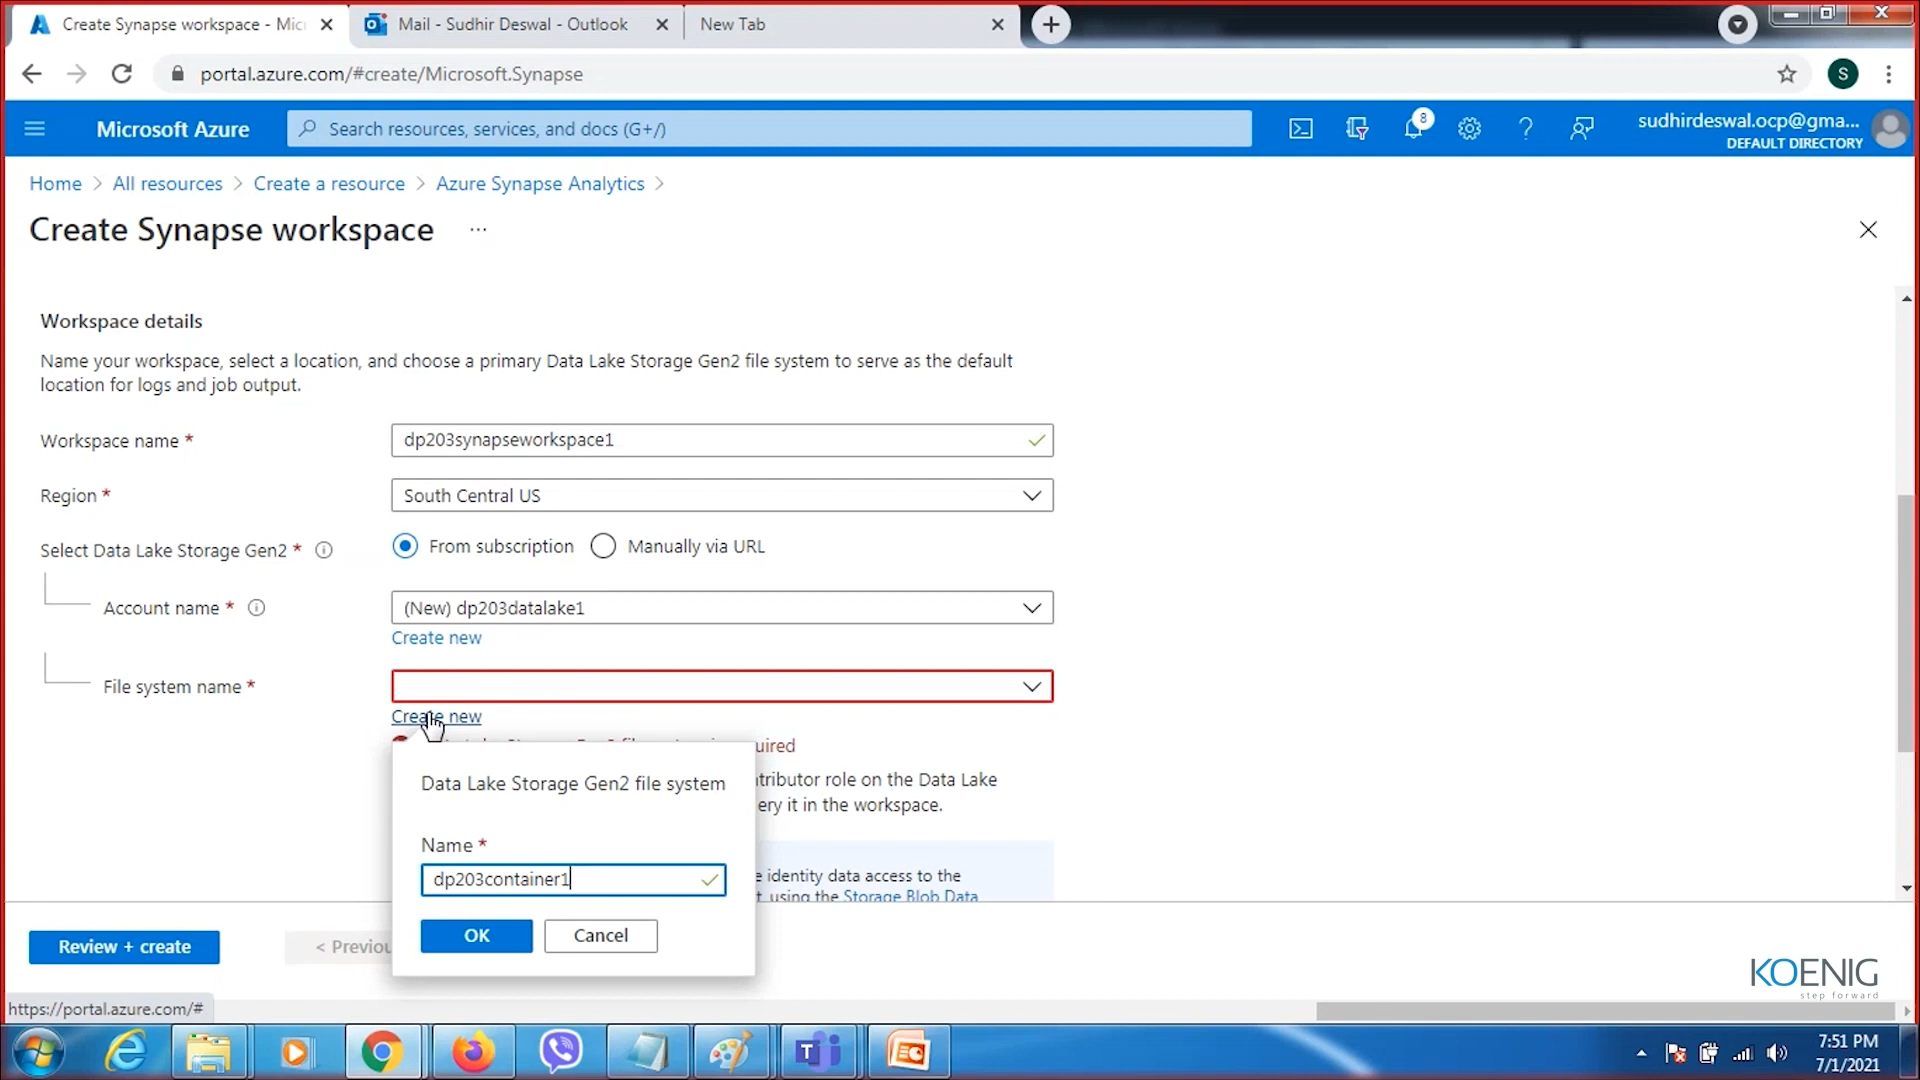 Create Synapse workspace - Mic
Mail - Sudhir Deswal - Outlook
New Tab
portal.azure.com/#create/Microsoft.Synapse
S
Microsoft Azure
Search resources, services, and docs (G+/)
8
sudhirdeswal.ocp@gma...
DEFAULT DIRECTORY
Home > All resources > Create a resource > Azure Synapse Analytics >
Create Synapse workspace ...
Workspace details
Name your workspace, select a location, and choose a primary Data Lake Storage Gen2 file system to serve as the default
location for logs and job output.
Workspace name *
dp203synapseworkspace1
Region *
South Central US
Select Data Lake Storage Gen2 *
From subscription
Manually via URL
Account name *
(New) dp203datalake1
Create new
File system name *
Create new
uired
Data Lake Storage Gen2 file system
tributor role on the Data Lake
ery it in the workspace.
Name *
dp203container1
e identity data access to the
t, using the Storage Blob Data
OK
Cancel
Review + create
< Previou
KOENIG
step forward
https://portal.azure.com/#
7:51 PM
7/1/2021